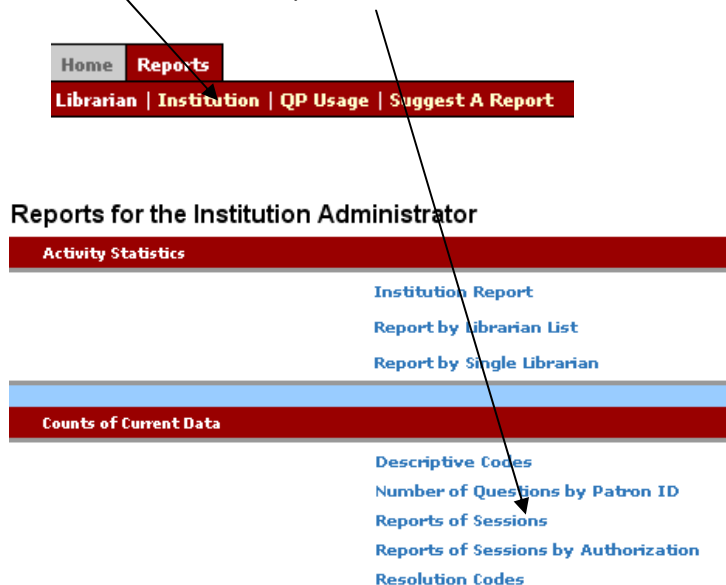 Home Reports
Librarian | Institution | QP Usage | Suggest A Report
Reports for the Institution Administrator
Activity Statistics
Institution Report
Report by Librarian List
Report by Single Librarian
Counts of Current Data
Descriptive Codes
Number of Questions by Patron ID
Reports of Sessions
Reports of Sessions by Authorization
Resolution Codes